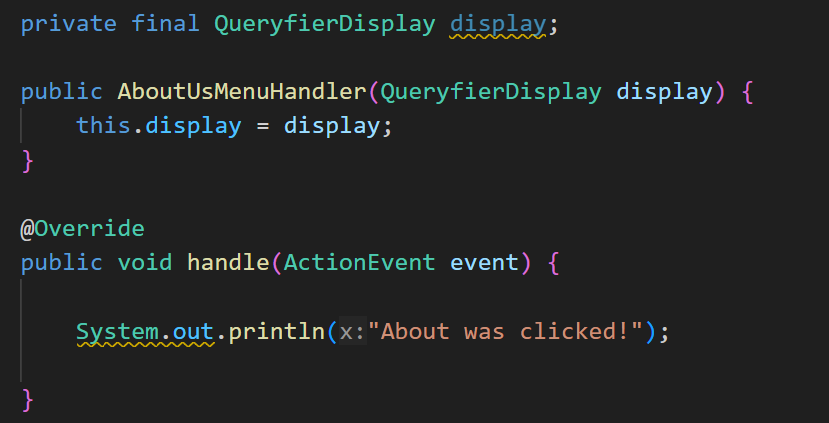 private final QueryfierDisplay display;
public AboutUsMenuHandler(QueryfierDisplay display) {
this.display = display;
}
@Override
public void handle(ActionEvent event) {
System.out.println(x:"About was clicked!");
}